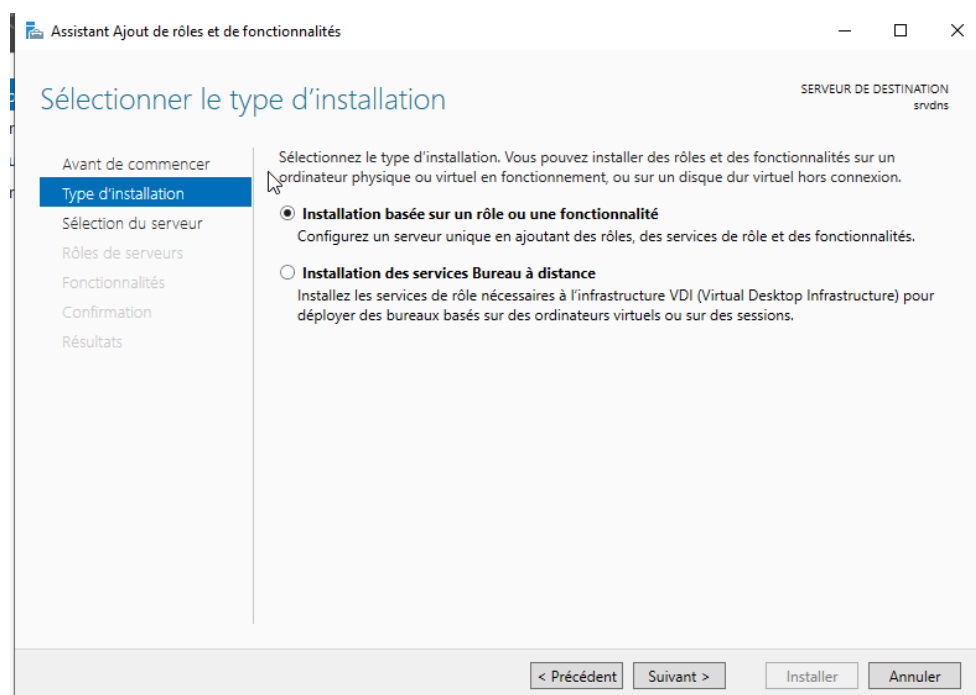 Assistant Ajout de rôles et de fonctionnalités
Sélectionner le type d’installation
SERVEUR DE DESTINATION
srvdns
Avant de commencer
Type d'installation
Sélection du serveur
Rôles de serveurs
Fonctionnalités
Confirmation
Résultats
Sélectionnez le type d’installation. Vous pouvez installer des rôles et des fonctionnalités sur un
ordinateur physique ou virtuel en fonctionnement, ou sur un disque dur virtuel hors connexion.
Installation basée sur un rôle ou une fonctionnalité
Configurez un serveur unique en ajoutant des rôles, des services de rôle et des fonctionnalités.
Installation des services Bureau à distance
Installez les services de rôle nécessaires à l’infrastructure VDI (Virtual Desktop Infrastructure) pour
déployer des bureaux basés sur des ordinateurs virtuels ou sur des sessions.
< Précédent
Suivant >
Installer
Annuler